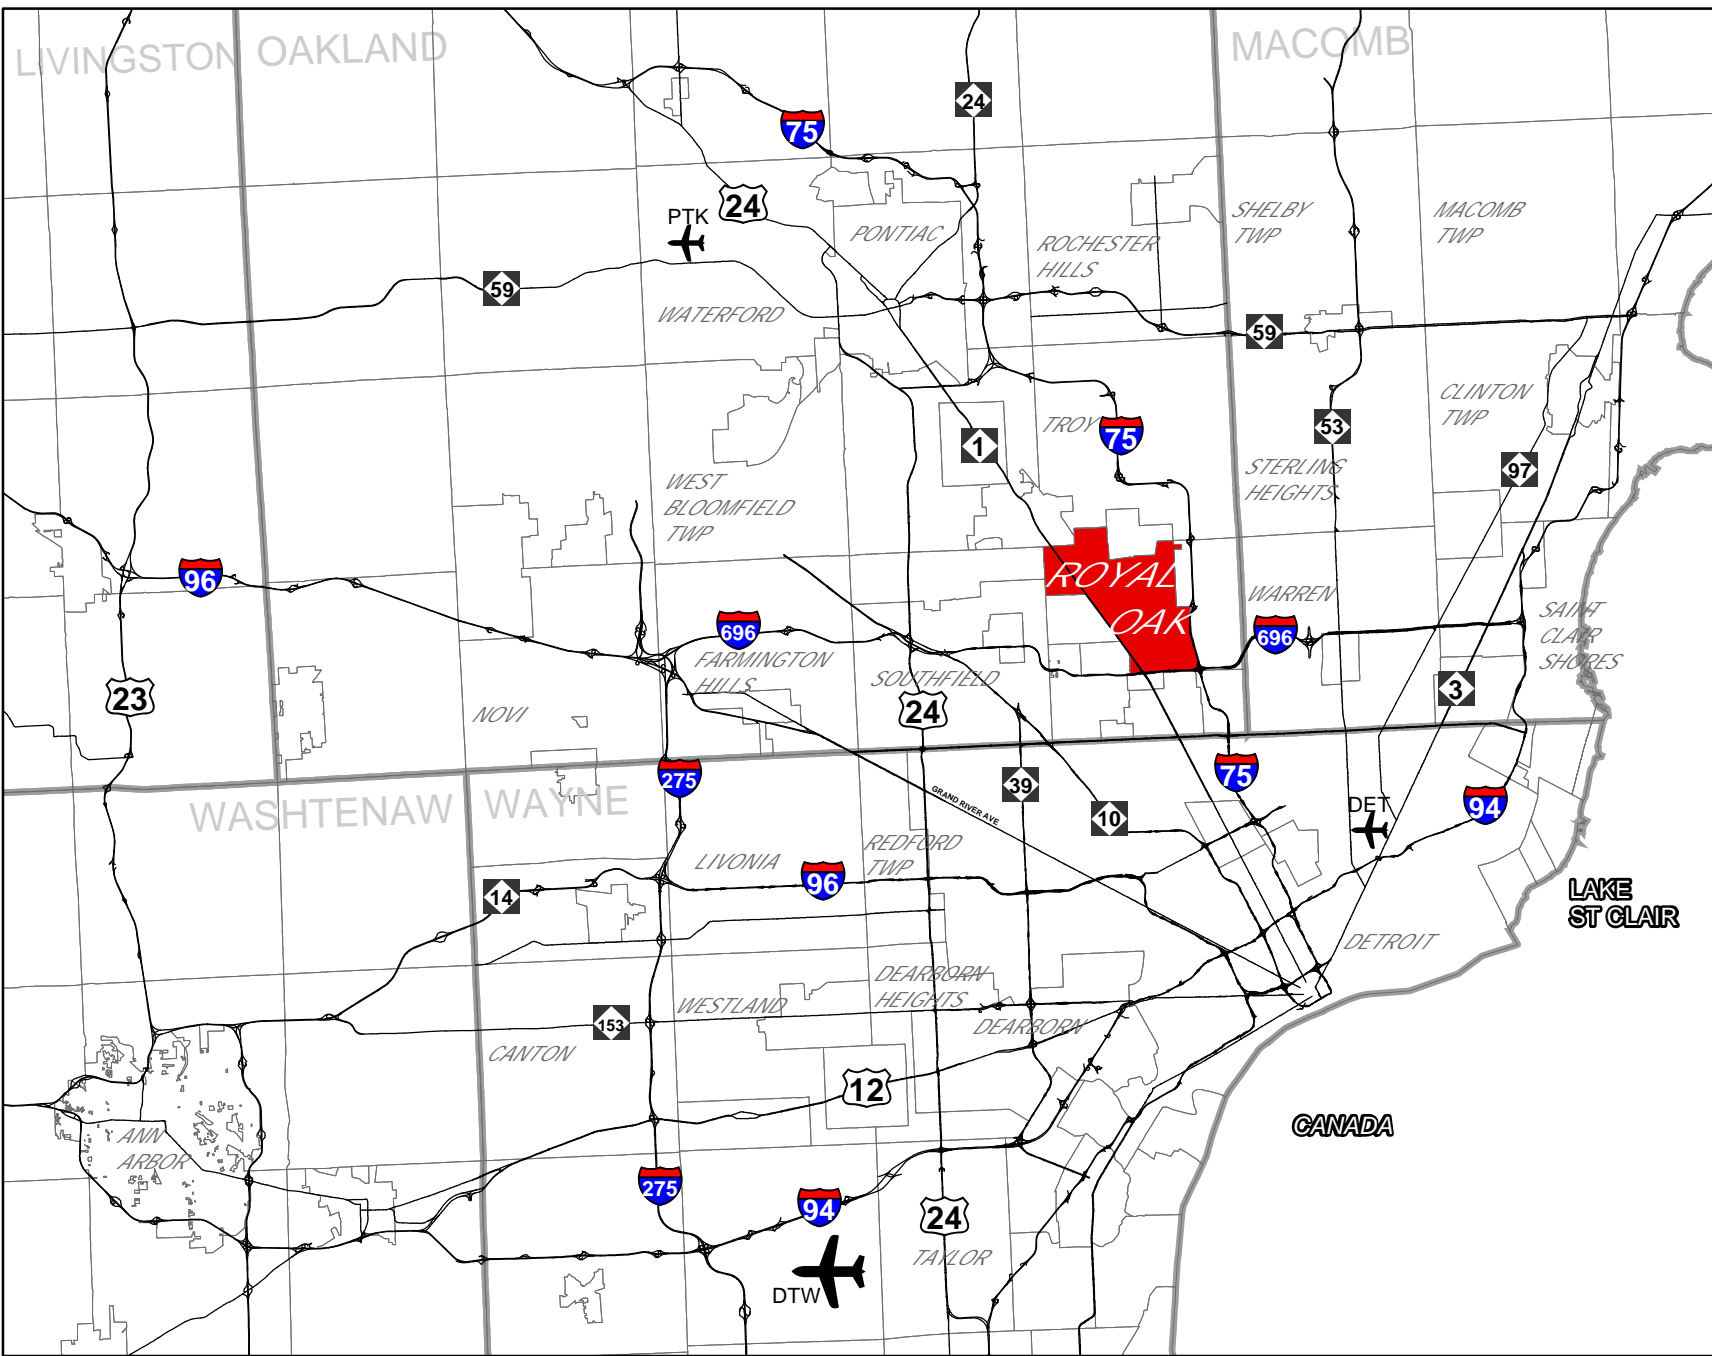 LIVINGSTON
OAKLAND
MACOMB
24
75
24
PTK
PONTIAC
SHELBY
TWP
MACOMB
TWP
ROCHESTER
HILLS
59
WATERFORD
59
CLINTON
TWP
TROY
75
53
1
97
WEST
BLOOMFIELD
TWP
STERLING
HEIGHTS
96
ROYAL
OAK
WARREN
696
696
SAINT
CLAIR
SHORES
FARMINGTON
HILLS
SOUTHFIELD
23
24
3
NOVI
275
39
75
GRAND RIVER AVE
10
DET
94
WASHTENAW
WAYNE
REDFORD
TWP
LIVONIA
96
14
LAKE
ST CLAIR
DETROIT
DEARBORN
HEIGHTS
WESTLAND
153
DEARBORN
CANTON
12
CANADA
ANN
ARBOR
275
94
24
TAYLOR
DTW